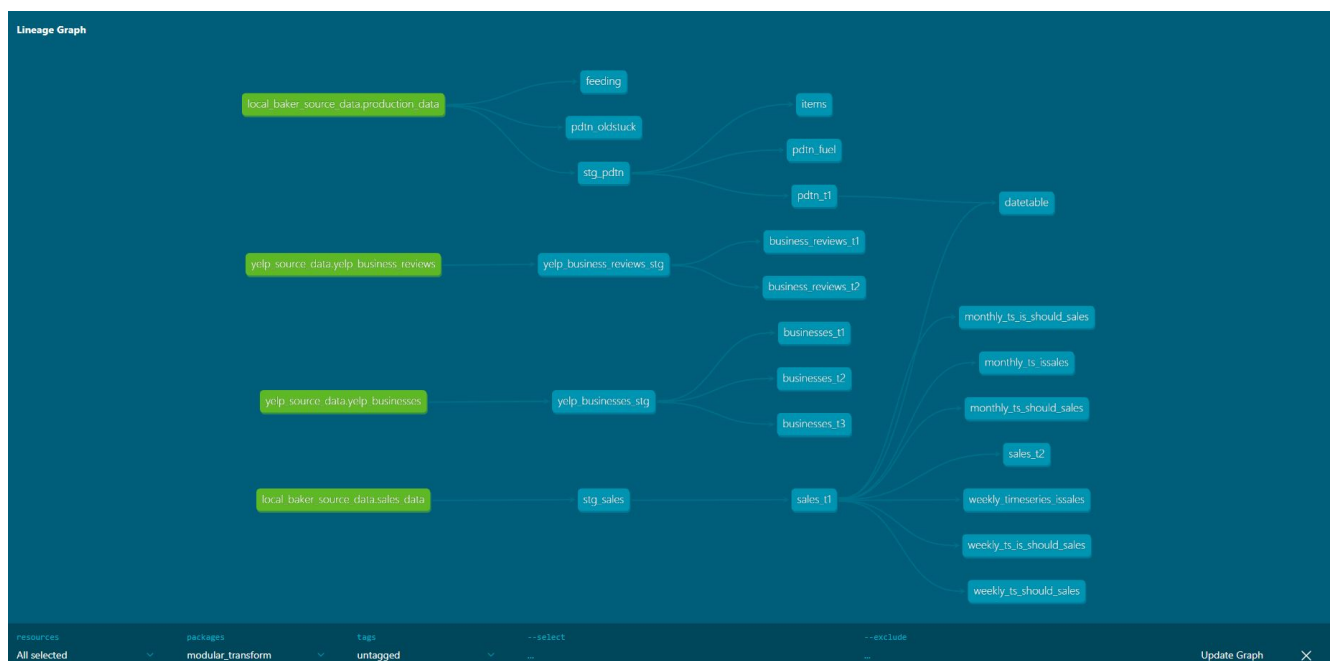 Lineage Graph
feeding
local_baker_source_data.production_data
items
pdtn_oldstuck
pdtn_fuel
stg_pdtn
pdtn_t1
datetable
business_reviews_t1
yelp_source_data.yelp_business_reviews
yelp_business_reviews_stg
business_reviews_t2
monthly_ts_is_should_sales
businesses_t1
monthly_ts_issales
businesses_t2
yelp_source_data.yelp_businesses
yelp_businesses_stg
monthly_ts_should_sales
businesses_t3
sales_t2
local_baker_source_data.sales_data
stg_sales
sales_t1
weekly_timeseries_issales
weekly_ts_is_should_sales
weekly_ts_should_sales
resources packages tags --select --exclude
All selected modular_transform untagged ... ... Update Graph